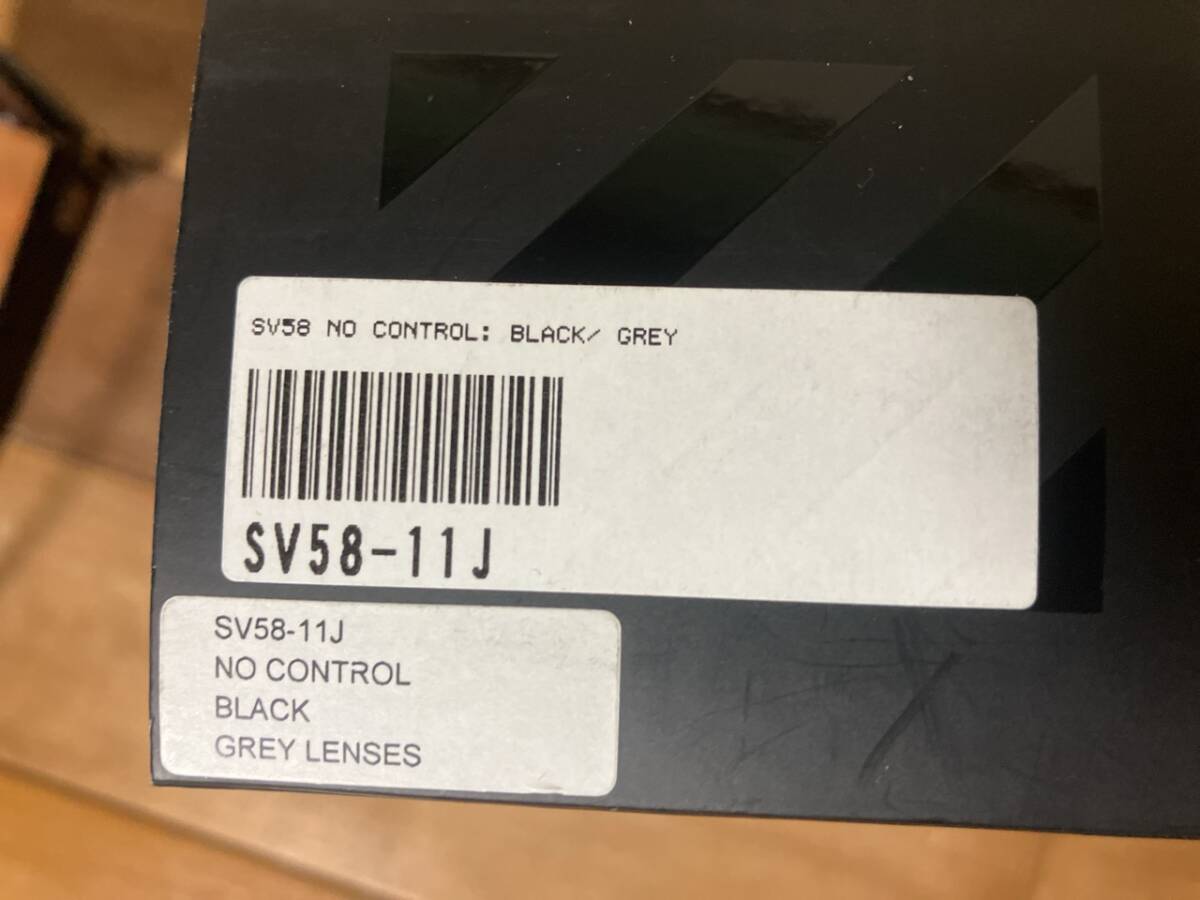 SV58 NO CONTROL: BLACK/ GREY
SV58-11J
SV58-11J
NO CONTROL
BLACK
GREY LENSES